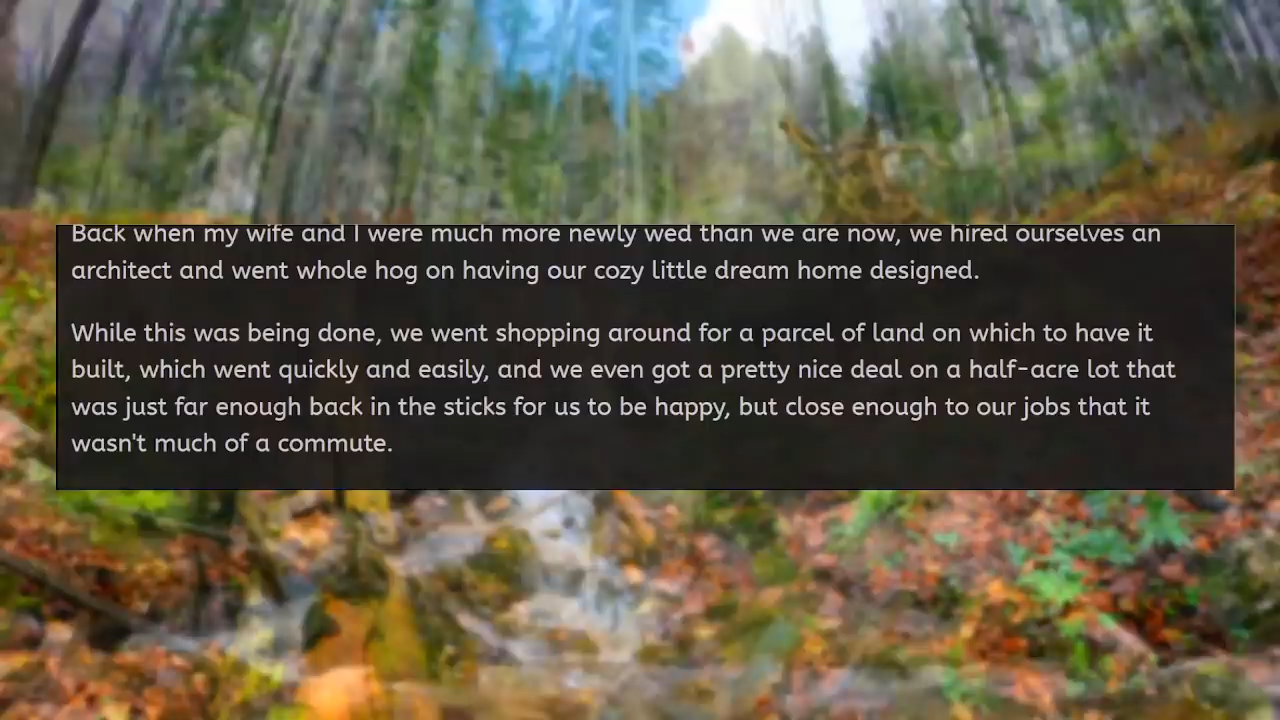 Back when my wife and I were much more newly wed than we are now, we hired ourselves an
architect and went whole hog on having our cozy little dream home designed.
While this was being done, we went shopping around for a parcel of land on which to have it
built, which went quickly and easily, and we even got a pretty nice deal on a half-acre lot that
was just far enough back in the sticks for us to be happy, but close enough to our jobs that it
wasn't much of a commute.